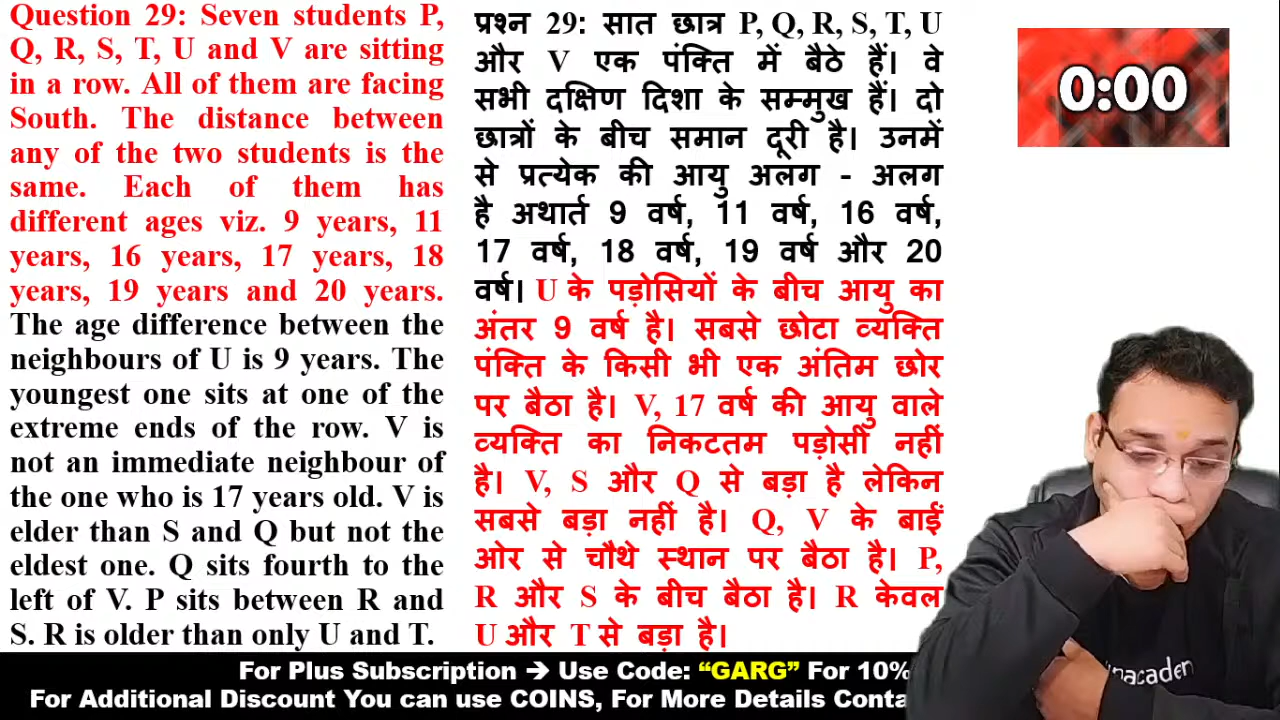 Question 29: Seven students P,
Q, R, S, T, U and V are sitting
in a row. All of them are facing
South. The distance between
any of the two students is the
same. Each of them has
different ages viz. 9 years, 11
years, 16 years, 17 years, 18
years, 19 years and 20 years.
The age difference between the
neighbours of U is 9 years. The
youngest one sits at one of the
extreme ends of the row. V is
not an immediate neighbour of
the one who is 17 years old. V is
elder than S and Q but not the
eldest one. Q sits fourth to the
left of V. P sits between R and
S. R is older than only U and T.
प्रश्न 29: सात छात्र P, Q, R, S, T, U
और V एक पंक्ति में बैठे हैं। वे
सभी दक्षिण दिशा के सम्मुख हैं। दो
छात्रों के बीच समान दूरी है। उनमें
से प्रत्येक की आयु अलग - अलग
है अथार्त 9 वर्ष, 11 वर्ष, 16 वर्ष,
17 वर्ष, 18 वर्ष, 19 वर्ष और 20
वर्ष। U के पड़ोसियों के बीच आयु का
अंतर 9 वर्ष है। सबसे छोटा व्यक्ति
पंक्ति के किसी भी एक अंतिम छोर
पर बैठा है। V, 17 वर्ष की आयु वाले
व्यक्ति का निकटतम पड़ोसी नहीं
है। V, S और Q से बड़ा है लेकिन
सबसे बड़ा नहीं है। Q, V के बाईं
ओर से चौथे स्थान पर बैठा है। P,
R और S के बीच बैठा है। R केवल
U और T से बड़ा है।
0:00
For Plus Subscription → Use Code: “GARG” For 10%
For Additional Discount You can use COINS, For More Details Conta